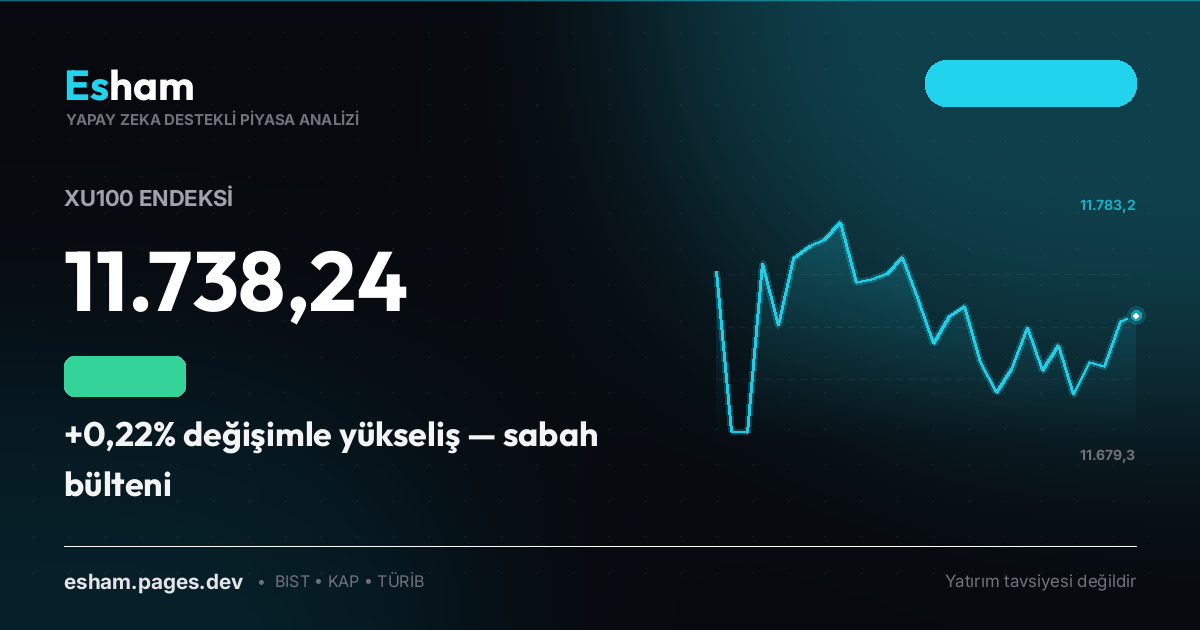 Esham
YAPAY ZEKA DESTEKLİ PİYASA ANALİZİ
XU100 ENDEKSİ
11.738,24
+0,22% değişimle yükseliş — sabah
bülteni
11.783,2
11.679,3
esham.pages.dev • BIST • KAP • TÜRİB
Yatırım tavsiyesi değildir